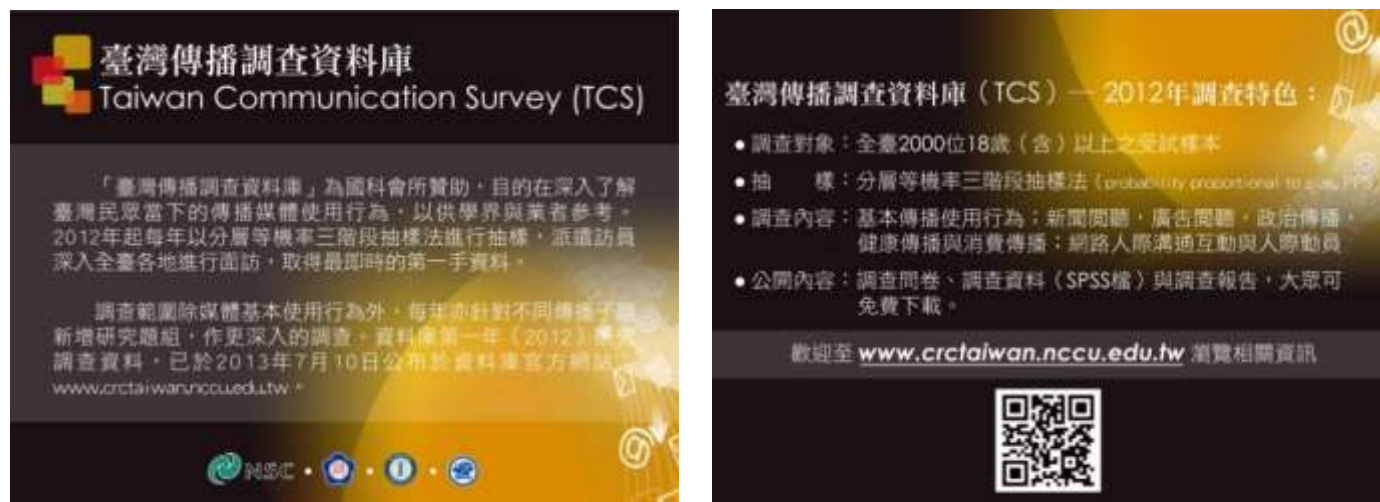 臺灣傳播調查資料庫
Taiwan Communication Survey (TCS)
「臺灣傳播調查資料庫」為國科會所贊助，目的在深入了解
臺灣民眾當下的傳播媒體使用行為，以供學界與業者參考。
2012年起每年以分層等機率三階段抽樣法進行抽樣，派遣訪員
深入全臺各地進行面訪，取得最即時的第一手資料。
調查範圍除媒體基本使用行為外，每年亦針對不同傳播子題
新增研究題組，作更深入的調查。資料庫第一年（2012）
調查資料，已於2013年7月10日公布於資料庫官方網站
www.crctaiwan.nccu.edu.tw。
NSC
臺灣傳播調查資料庫（TCS）— 2012年調查特色：
●調查對象：全臺2000位18歲（含）以上之受試樣本
●抽　　樣：分層等機率三階段抽樣法（probability proportional to size, PPS）
●調查內容：基本傳播使用行為；新聞閱聽，廣告閱聽，政治傳播，
健康傳播與消費傳播；網路人際溝通互動與人際動員
●公開內容：調查問卷、調查資料（SPSS檔）與調查報告，大眾可
免費下載。
歡迎至 www.crctaiwan.nccu.edu.tw 瀏覽相關資訊